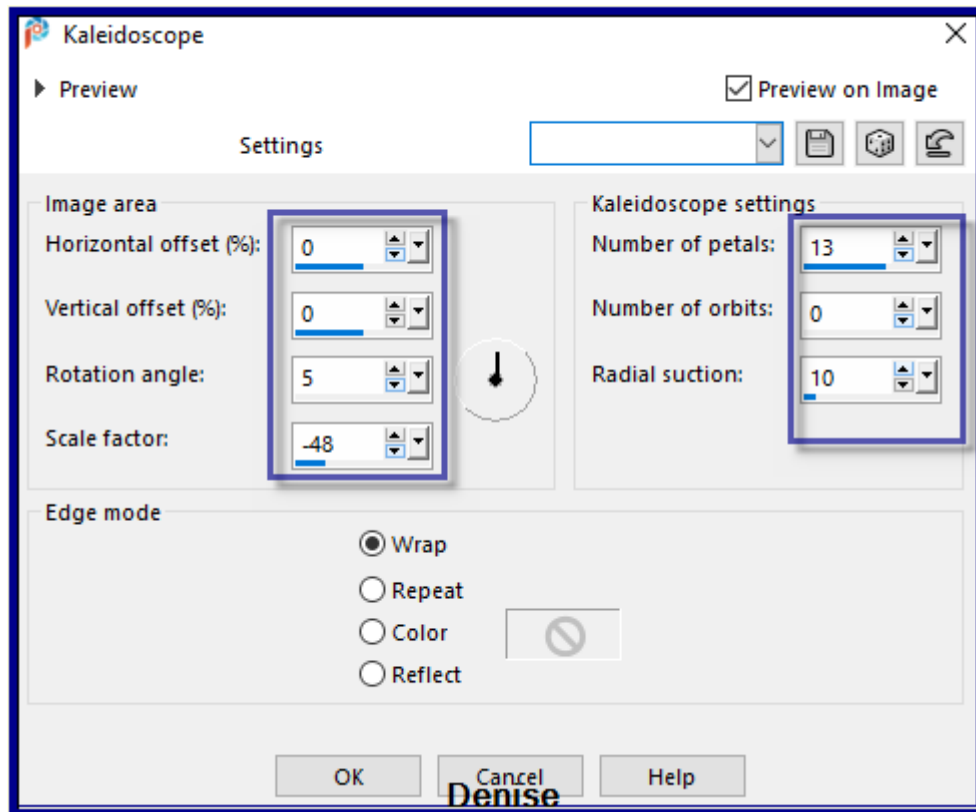 Kaleidoscope
Preview
Preview on Image
Settings
Image area
Horizontal offset (%): 0
Vertical offset (%): 0
Rotation angle: 5
Scale factor: -48
Kaleidoscope settings
Number of petals: 13
Number of orbits: 0
Radial suction: 10
Edge mode
Wrap
Repeat
Color
Reflect
OK Cancel Help
Denise